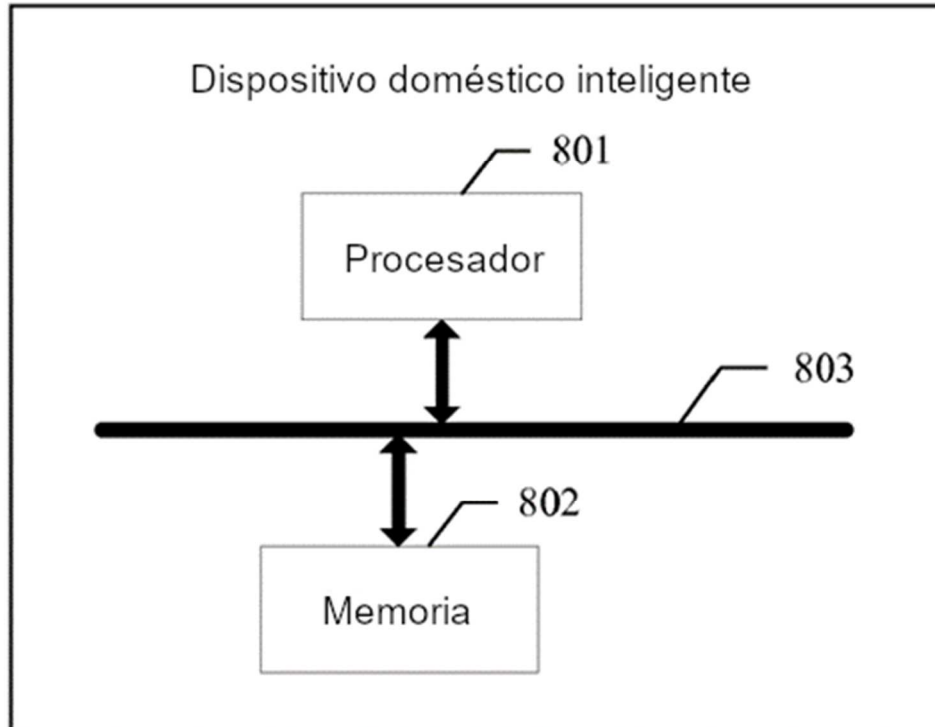 Dispositivo doméstico inteligente
801
Procesador
803
802
Memoria